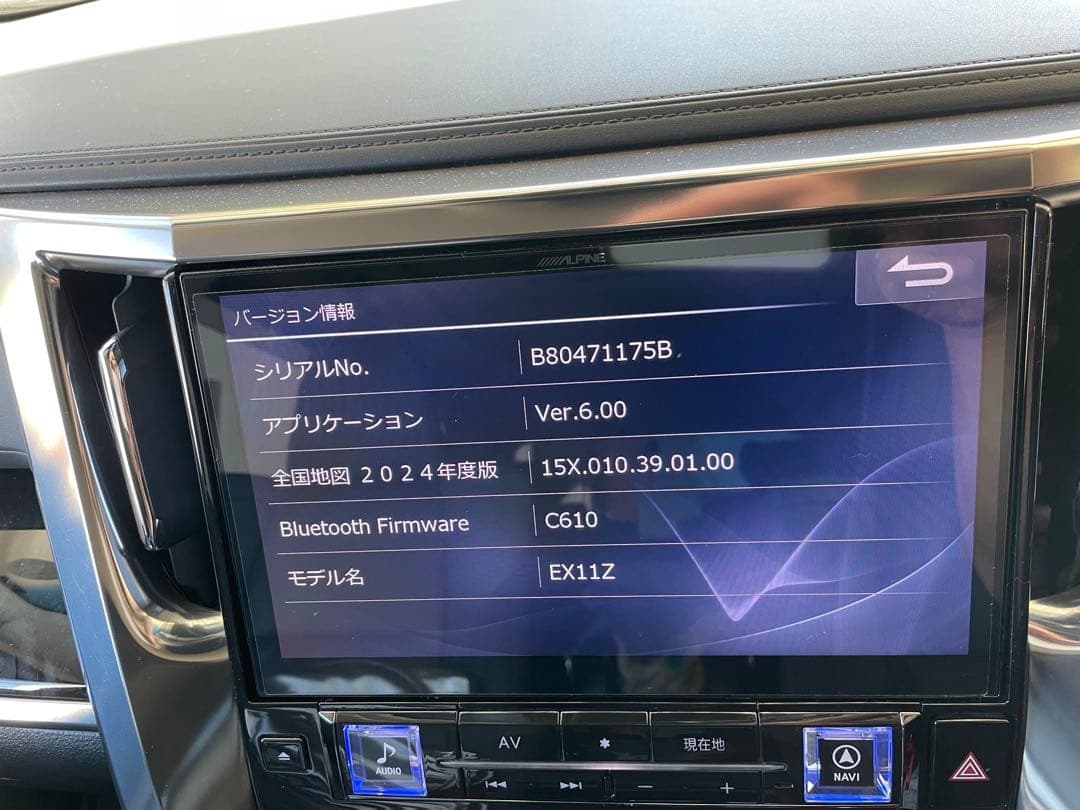 ALPINE
バージョン情報
シリアルNo. B80471175B
アプリケーション Ver.6.00
全国地図 ２０２４年度版 15X.010.39.01.00
Bluetooth Firmware C610
モデル名 EX11Z
AV * 現在地
AUDIO NAVI
− +